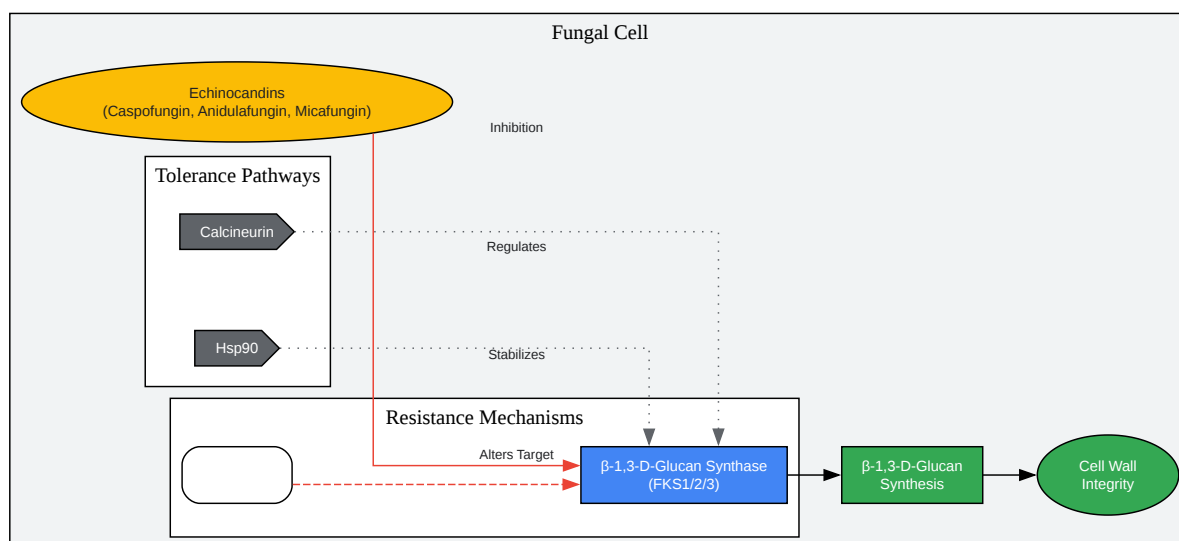 Fungal Cell
Echinocandins
(Caspofungin, Anidulafungin, Micafungin)
Inhibition
Tolerance Pathways
Calcineurin
Regulates
Hsp90
Stabilizes
Resistance Mechanisms
Alters Target
β-1,3-D-Glucan Synthase
(FKS1/2/3)
β-1,3-D-Glucan
Synthesis
Cell Wall
Integrity